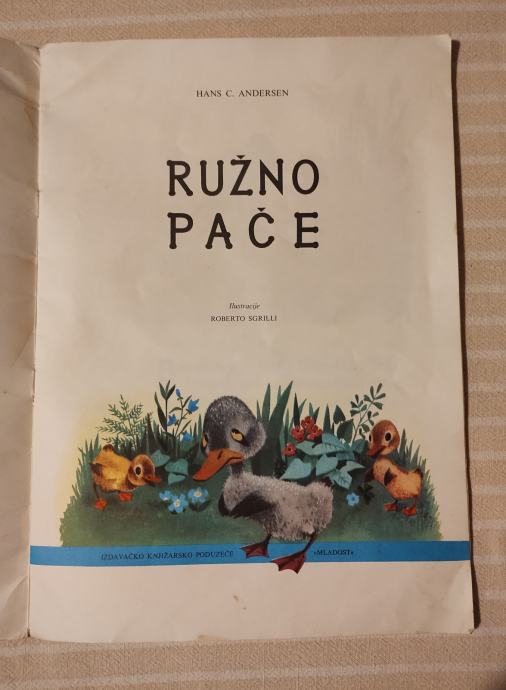 HANS C. ANDERSEN
RUŽNO
PAČE
Ilustracije
ROBERTO SGRILLI
IZDAVAČKO KNJIŽARSKO PODUZEĆE »MLADOST«